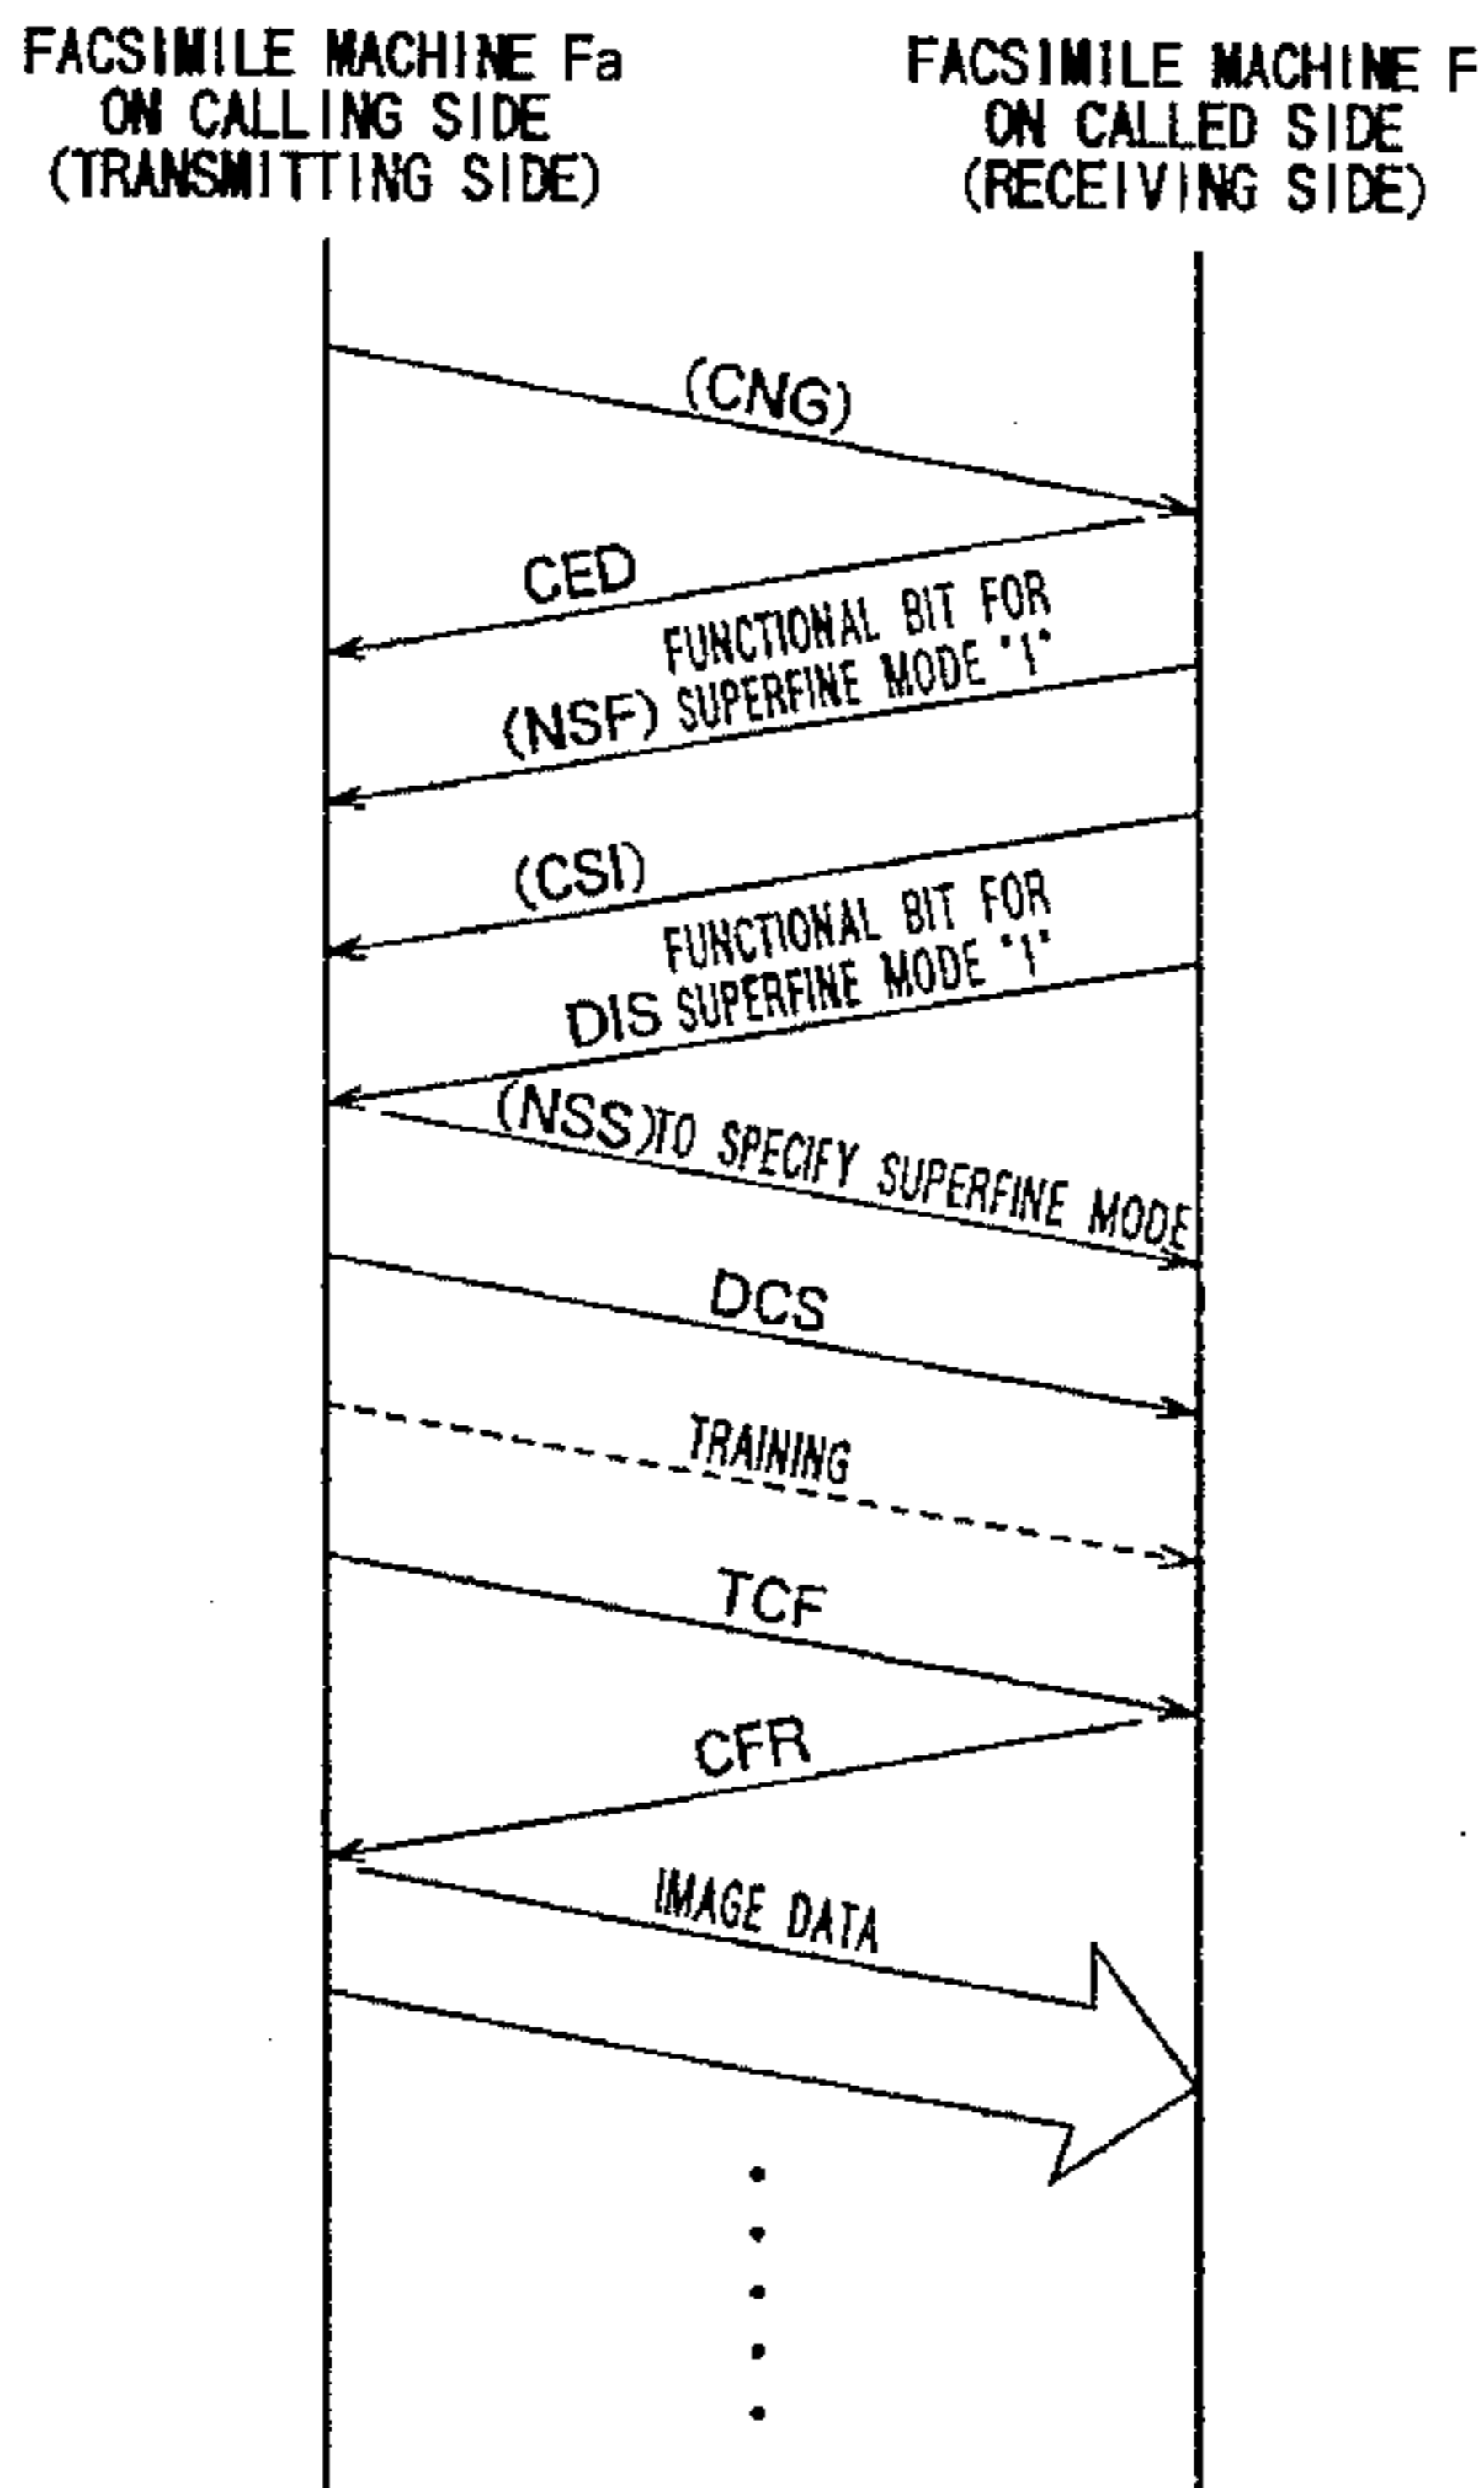 FACSIMILE MACHINE Fa
ON CALLING SIDE
(TRANSMITTING SIDE)
FACSIMILE MACHINE F
ON CALLED SIDE
(RECEIVING SIDE)
(CNG)
CED
FUNCTIONAL BIT FOR
(NSF) SUPERFINE MODE "1"
(CSI)
FUNCTIONAL BIT FOR
DIS SUPERFINE MODE "1"
(NSS) TO SPECIFY SUPERFINE MODE
DCS
TRAINING
TCF
CFR
IMAGE DATA